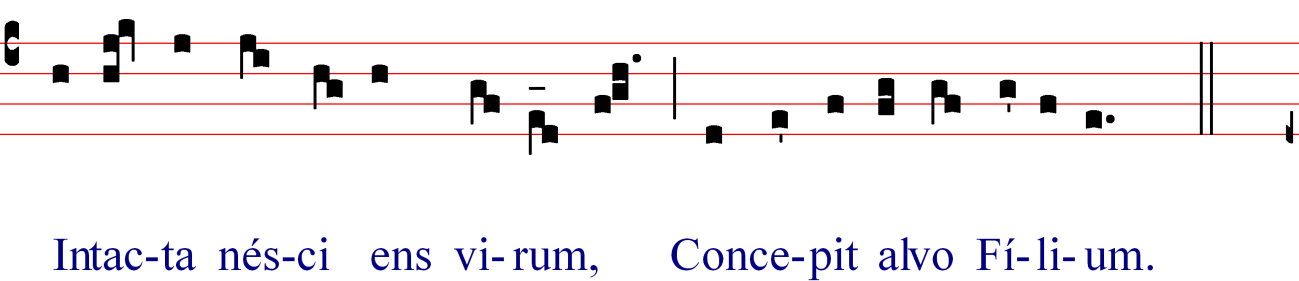 Intac-ta nés-ci ens vi-rum, Conce-pit alvo Fí-li-um.